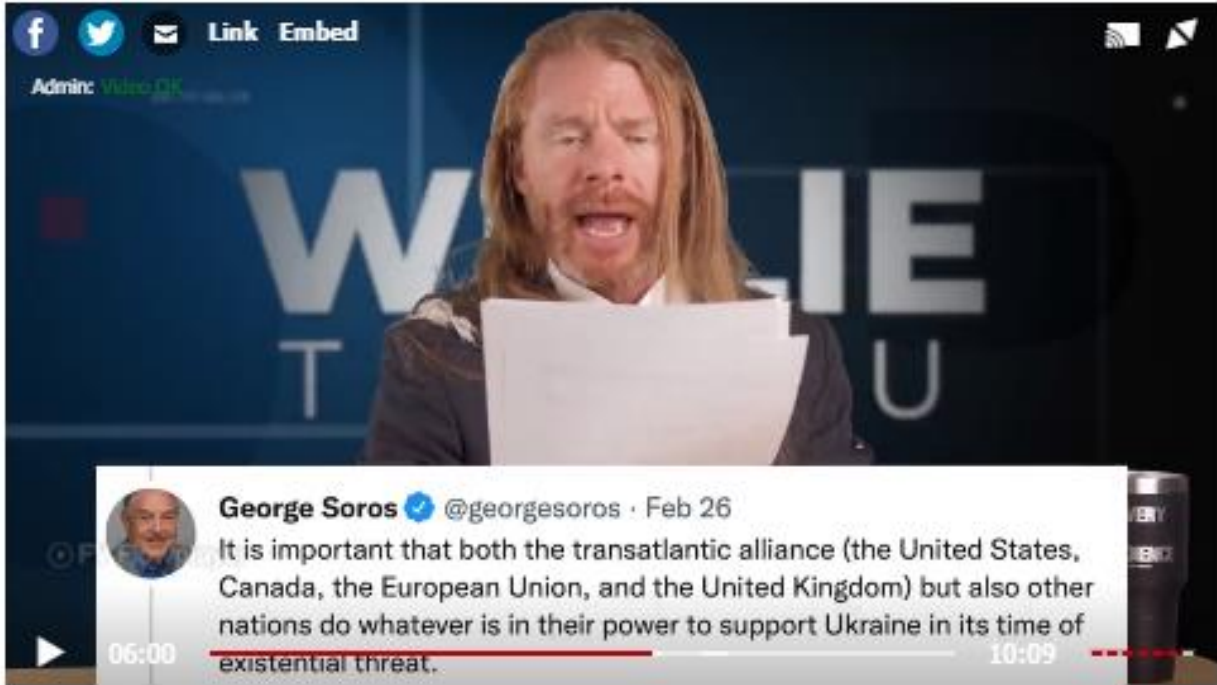 f Link Embed
Admin: Video OK
W LIE
T U
George Soros @georgesoros · Feb 26
It is important that both the transatlantic alliance (the United States,
Canada, the European Union, and the United Kingdom) but also other
nations do whatever is in their power to support Ukraine in its time of
existential threat.
06:00 10:09